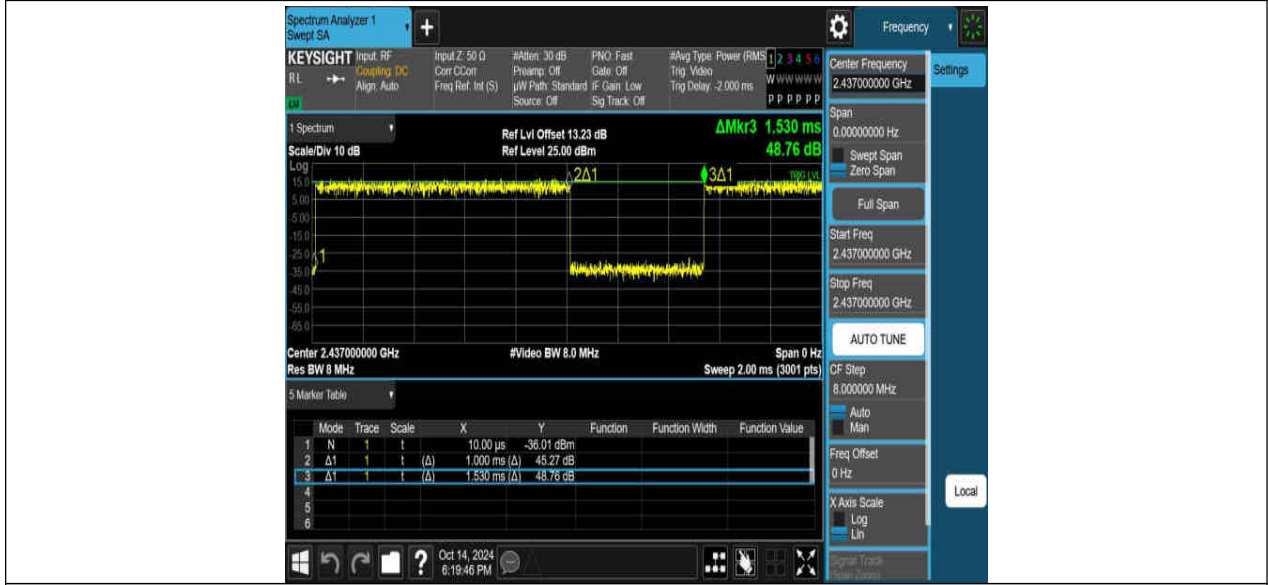 Spectrum Analyzer 1
Swept SA
+
Frequency
KEYSIGHT
RL
LW
Input: RF
Coupling: DC
Align: Auto
Input Z: 50 Ω
Corr CCorr
Freq Ref: Int (S)
#Atten: 30 dB
Preamp: Off
µW Path: Standard
Source: Off
PNO: Fast
Gate: Off
IF Gain: Low
Sig Track: Off
#Avg Type: Power (RMS
Trig: Video
Trig Delay: -2.000 ms
1 2 3 4 5 6
W W W W W W
P P P P P P
1 Spectrum
Scale/Div 10 dB
Ref Lvl Offset 13.23 dB
Ref Level 25.00 dBm
ΔMkr3 1.530 ms
48.76 dB
Log
15.0
5.00
-5.00
-15.0
-25.0
-35.0
-45.0
-55.0
-65.0
1
2Δ1
3Δ1
TRIG LVL
Center 2.437000000 GHz
Res BW 8 MHz
#Video BW 8.0 MHz
Span 0 Hz
Sweep 2.00 ms (3001 pts)
5 Marker Table
Mode Trace Scale X Y Function Function Width Function Value
1 N 1 t 10.00 µs -36.01 dBm
2 Δ1 1 t (Δ) 1.000 ms (Δ) 45.27 dB
3 Δ1 1 t (Δ) 1.530 ms (Δ) 48.76 dB
4
5
6
?
Oct 14, 2024
6:19:46 PM
Center Frequency
2.437000000 GHz
Span
0.00000000 Hz
Swept Span
Zero Span
Full Span
Start Freq
2.437000000 GHz
Stop Freq
2.437000000 GHz
AUTO TUNE
CF Step
8.000000 MHz
Auto
Man
Freq Offset
0 Hz
X Axis Scale
Log
Lin
Signal Track
(Span Zoom)
Settings
Local